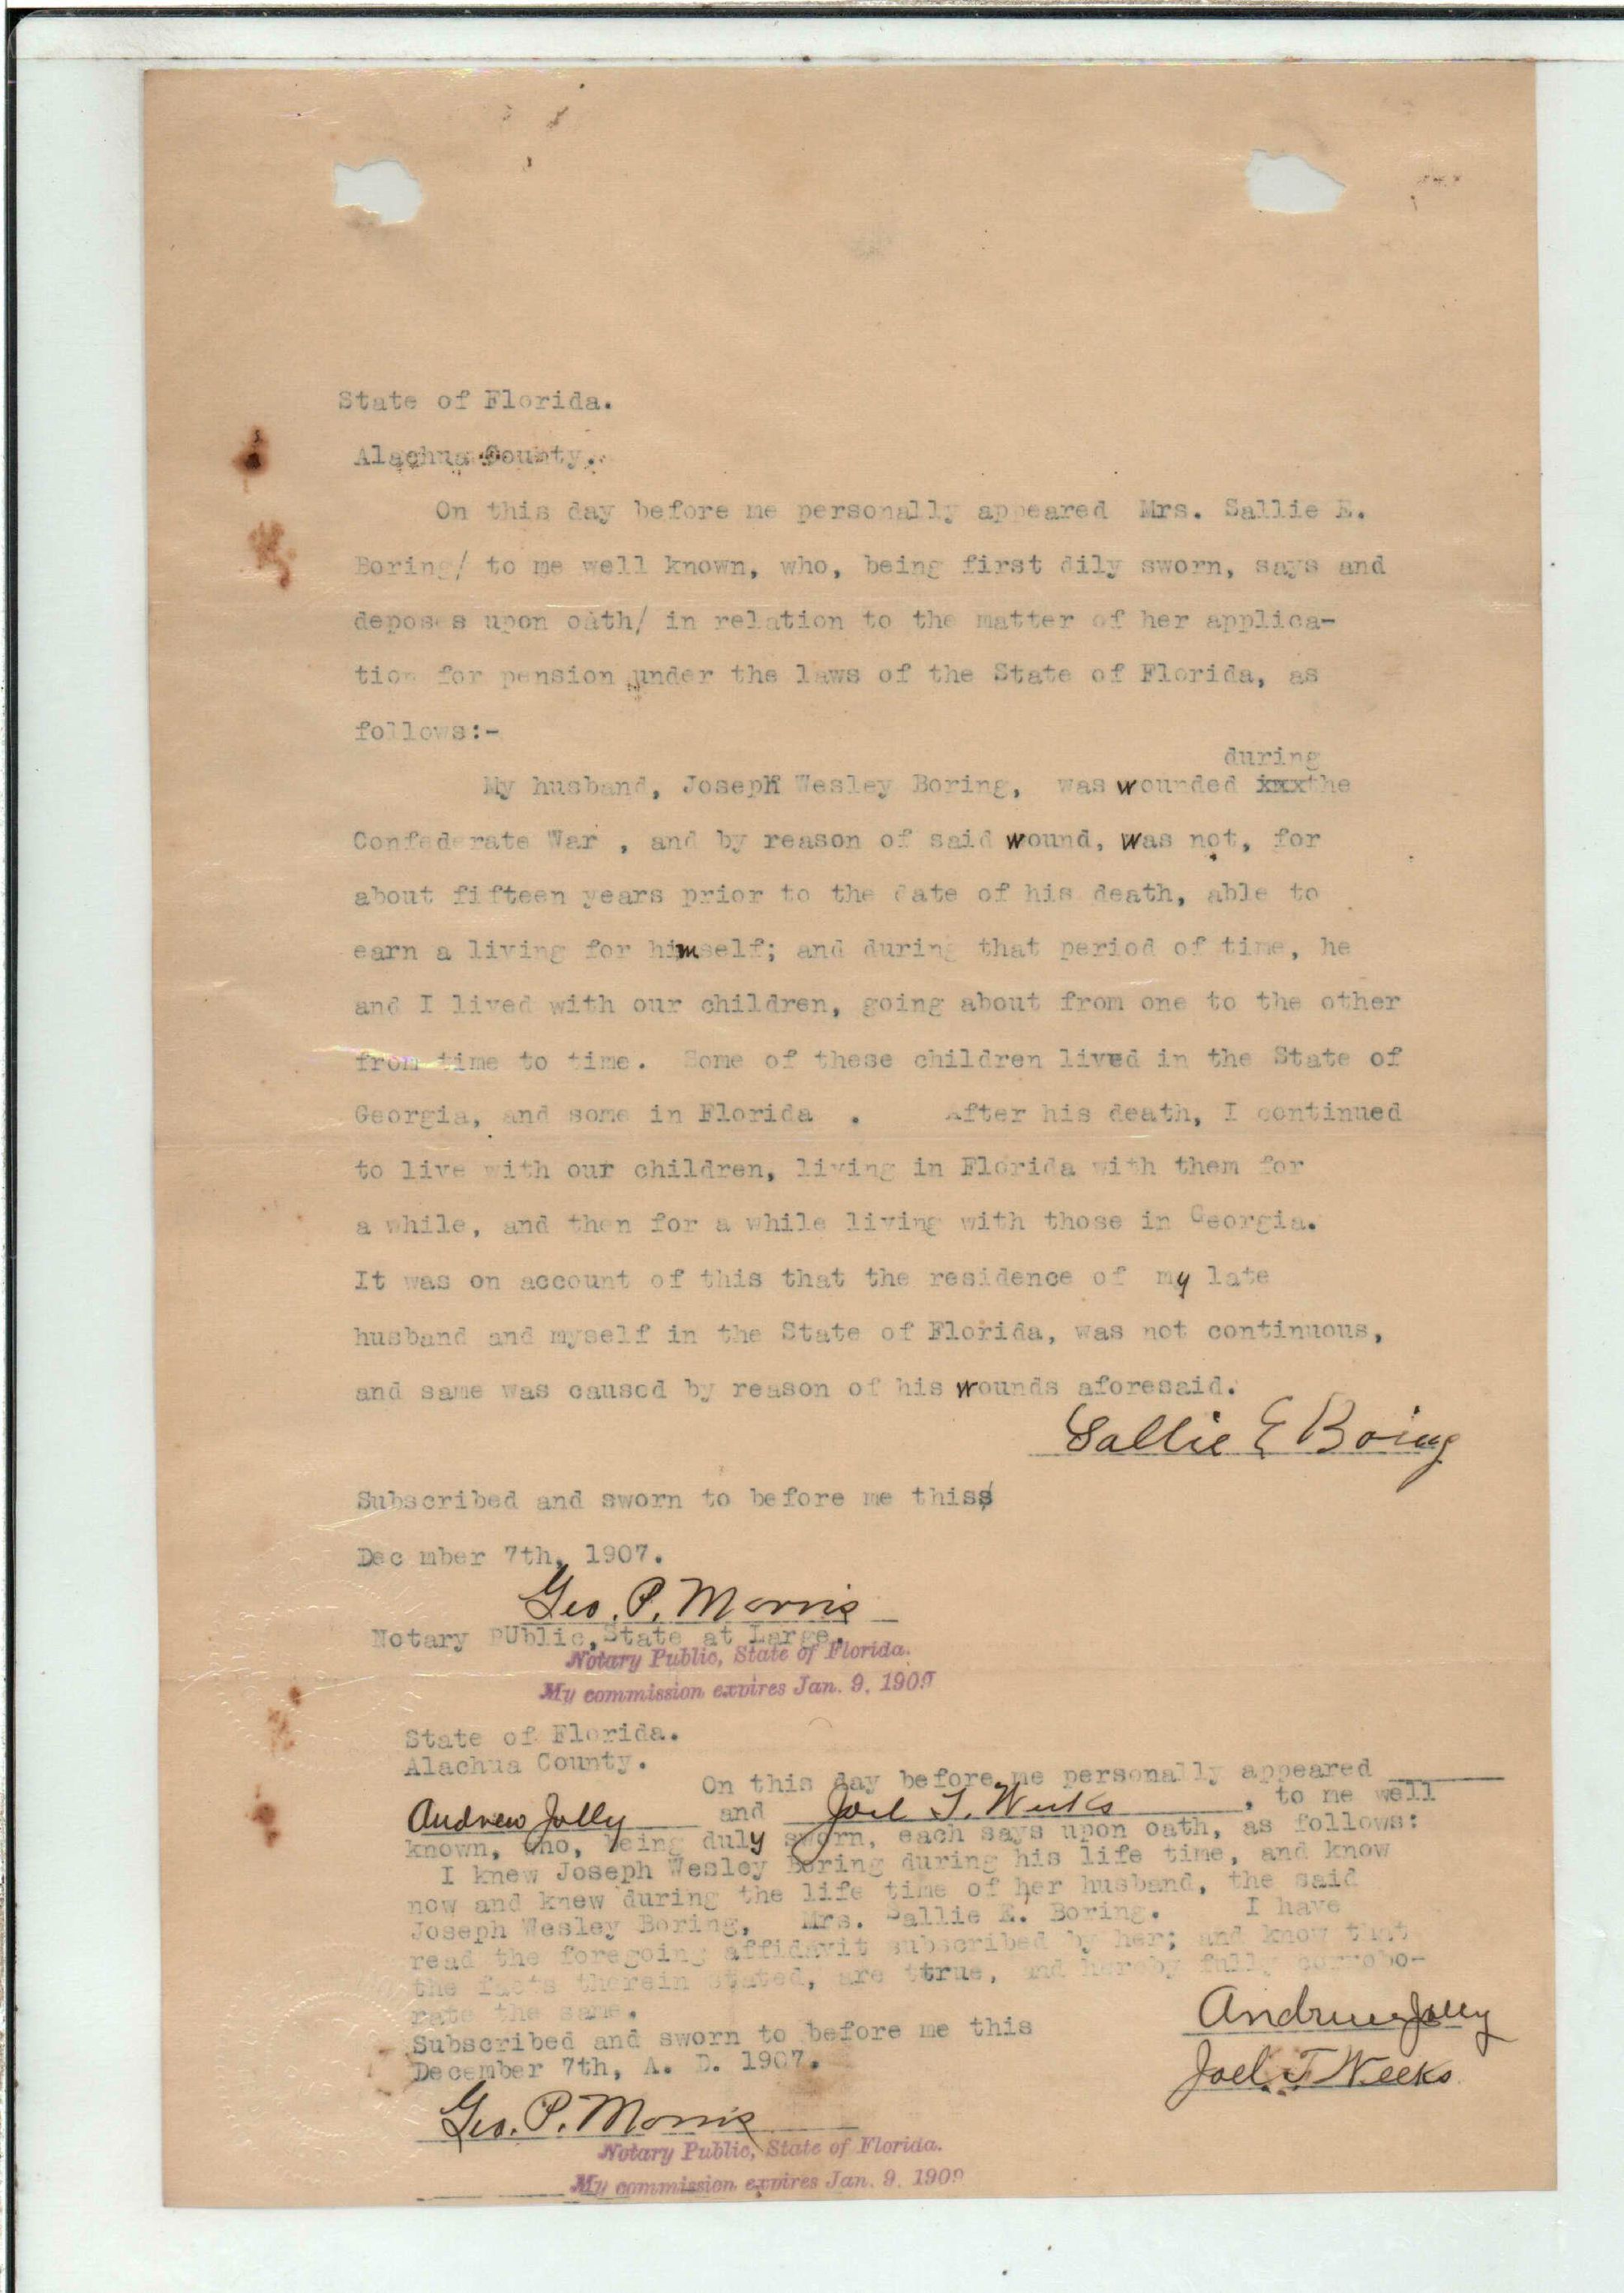 State of Florida.
Alachua County.
On this day before me personally appeared Mrs. Sallie E.
Boring/ to me well known, who, being first dily sworn, says and
deposes upon oath/ in relation to the matter of her applica-
tion for pension under the laws of the State of Florida, as
follows:-
during
My husband, Joseph Wesley Boring, was wounded inxthe
Confederate War , and by reason of said wound, was not, for
about fifteen years prior to the date of his death, able to
earn a living for himself; and during that period of time, he
and I lived with our children, going about from one to the other
from time to time. Some of these children lived in the State of
Georgia, and some in Florida . After his death, I continued
to live with our children, living in Florida with them for
a while, and then for a while living with those in Georgia.
It was on account of this that the residence of my late
husband and myself in the State of Florida, was not continuous,
and same was caused by reason of his wounds aforesaid.
Sallie E Boring
Subscribed and sworn to before me thiss
Dec mber 7th, 1907.
Geo. P. Morris
Notary PUblic, State at Large.
Notary Public, State of Florida.
My commission expires Jan. 9, 1909
State of Florida.
Alachua County.
On this day before me personally appeared
Andrew Jolly and Joel T. Weeks, to me well
known, who, being duly sworn, each says upon oath, as follows:
I knew Joseph Wesley Boring during his life time, and know
now and knew during the life time of her husband, the said
Joseph Wesley Boring, Mrs. Sallie E. Boring. I have
read the foregoing affidavit subscribed by her; and know that
the facts therein stated, are ttrue, and hereby fully corrobo-
rate the same.
Subscribed and sworn to before me this
December 7th, A. D. 1907.
Andrew Jolly
Joel T Weeks
Geo. P. Morris
Notary Public, State of Florida.
My commission expires Jan. 9, 1909